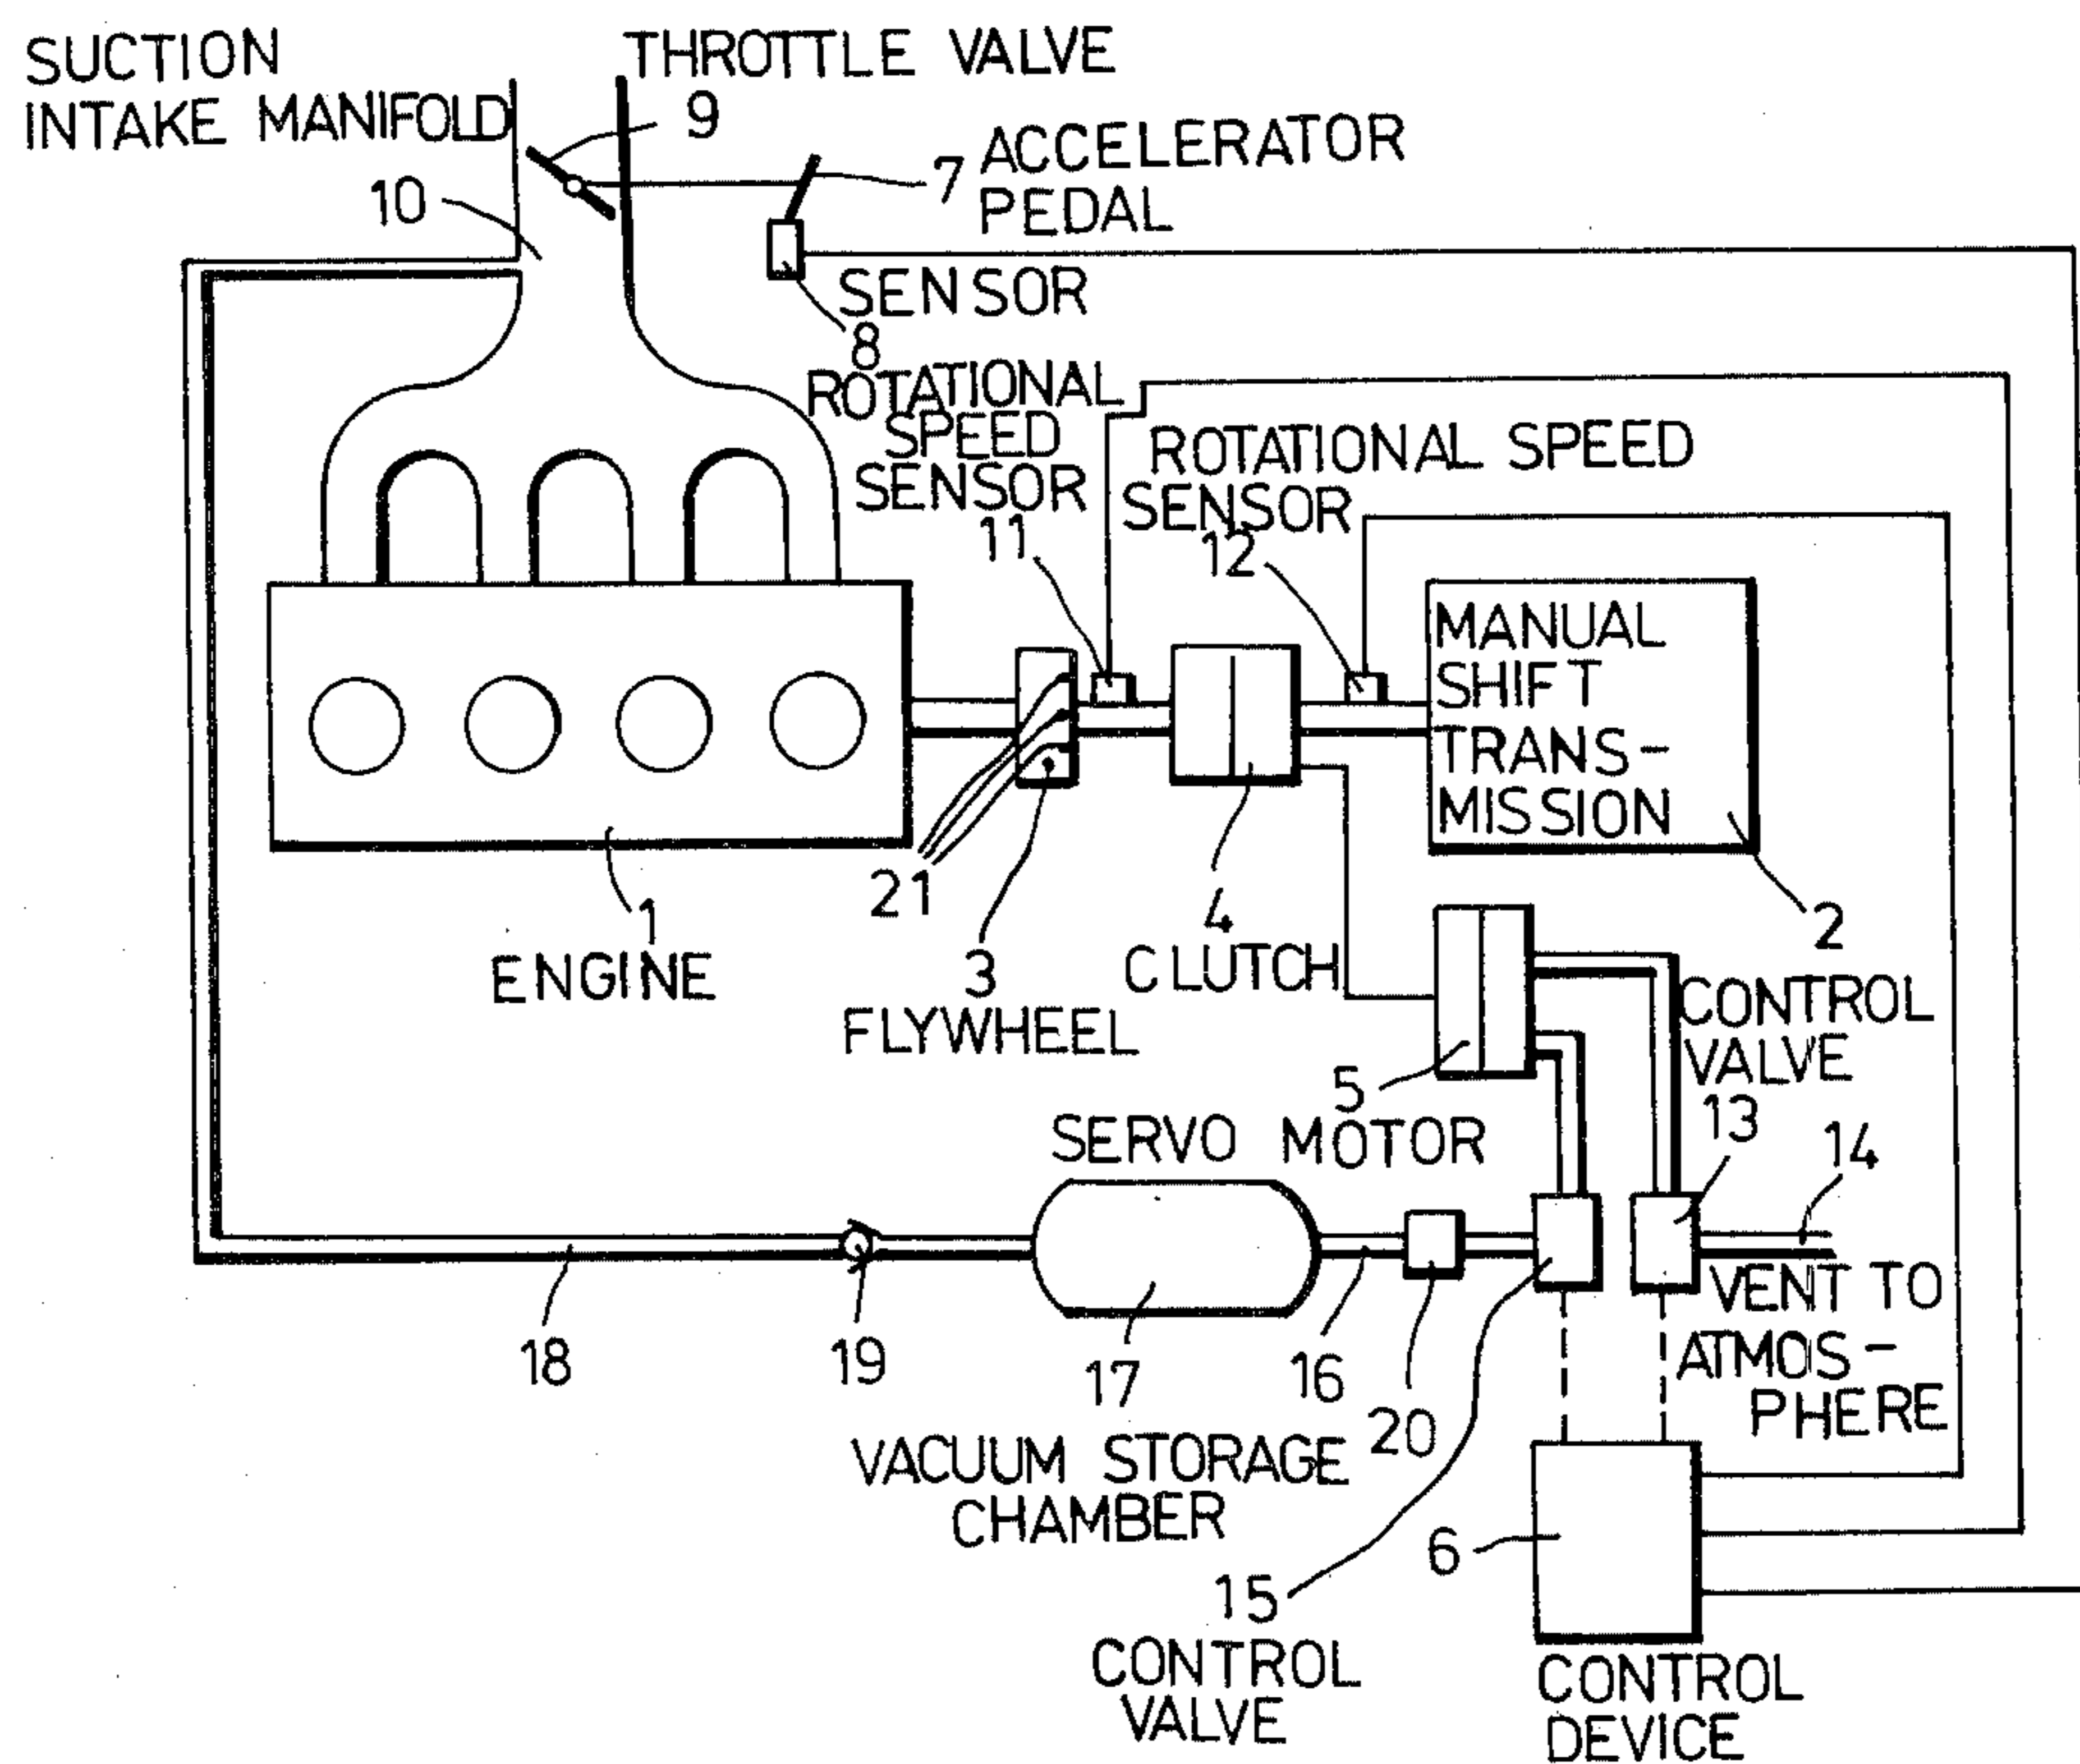 SUCTION
INTAKE MANIFOLD
10
THROTTLE VALVE
9
7 ACCELERATOR
PEDAL
SENSOR
8
ROTATIONAL
SPEED
SENSOR
11
ROTATIONAL SPEED
SENSOR
12
MANUAL
SHIFT
TRANS-
MISSION
2
1
ENGINE
21
3
FLYWHEEL
4
CLUTCH
5
SERVO MOTOR
CONTROL
VALVE
13
14
VENT TO
ATMOS-
PHERE
18
19
17
VACUUM STORAGE
CHAMBER
16
20
15
CONTROL
VALVE
6
CONTROL
DEVICE